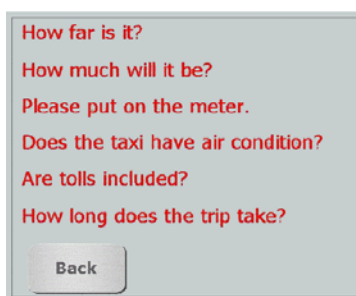 How far is it?
How much will it be?
Please put on the meter.
Does the taxi have air condition?
Are tolls included?
How long does the trip take?
Back